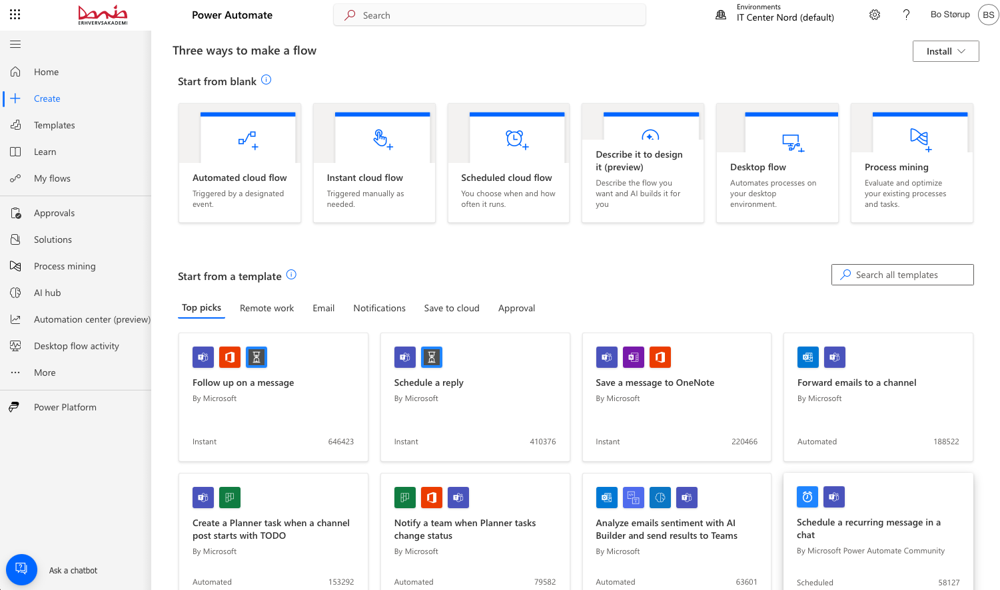 Dania
ERHVERVSAKADEMI
Power Automate
Search
Environments
IT Center Nord (default)
?
Bo Størup
BS
Home
Create
Templates
Learn
My flows
Approvals
Solutions
Process mining
AI hub
Automation center (preview)
Desktop flow activity
More
Power Platform
Ask a chatbot
Three ways to make a flow
Install
Start from blank
Automated cloud flow
Triggered by a designated
event.
Instant cloud flow
Triggered manually as
needed.
Scheduled cloud flow
You choose when and how
often it runs.
Describe it to design
it (preview)
Describe the flow you
want and AI builds it for
you
Desktop flow
Automates processes on
your desktop
environment.
Process mining
Evaluate and optimize
your existing processes
and tasks.
Start from a template
Search all templates
Top picks
Remote work
Email
Notifications
Save to cloud
Approval
Follow up on a message
By Microsoft
Instant
646423
Schedule a reply
By Microsoft
Instant
410376
Save a message to OneNote
By Microsoft
Instant
220466
Forward emails to a channel
By Microsoft
Automated
188522
Create a Planner task when a channel
post starts with TODO
By Microsoft
Automated
153292
Notify a team when Planner tasks
change status
By Microsoft
Automated
79582
Analyze emails sentiment with AI
Builder and send results to Teams
By Microsoft
Automated
63601
Schedule a recurring message in a
chat
By Microsoft Power Automate Community
Scheduled
58127